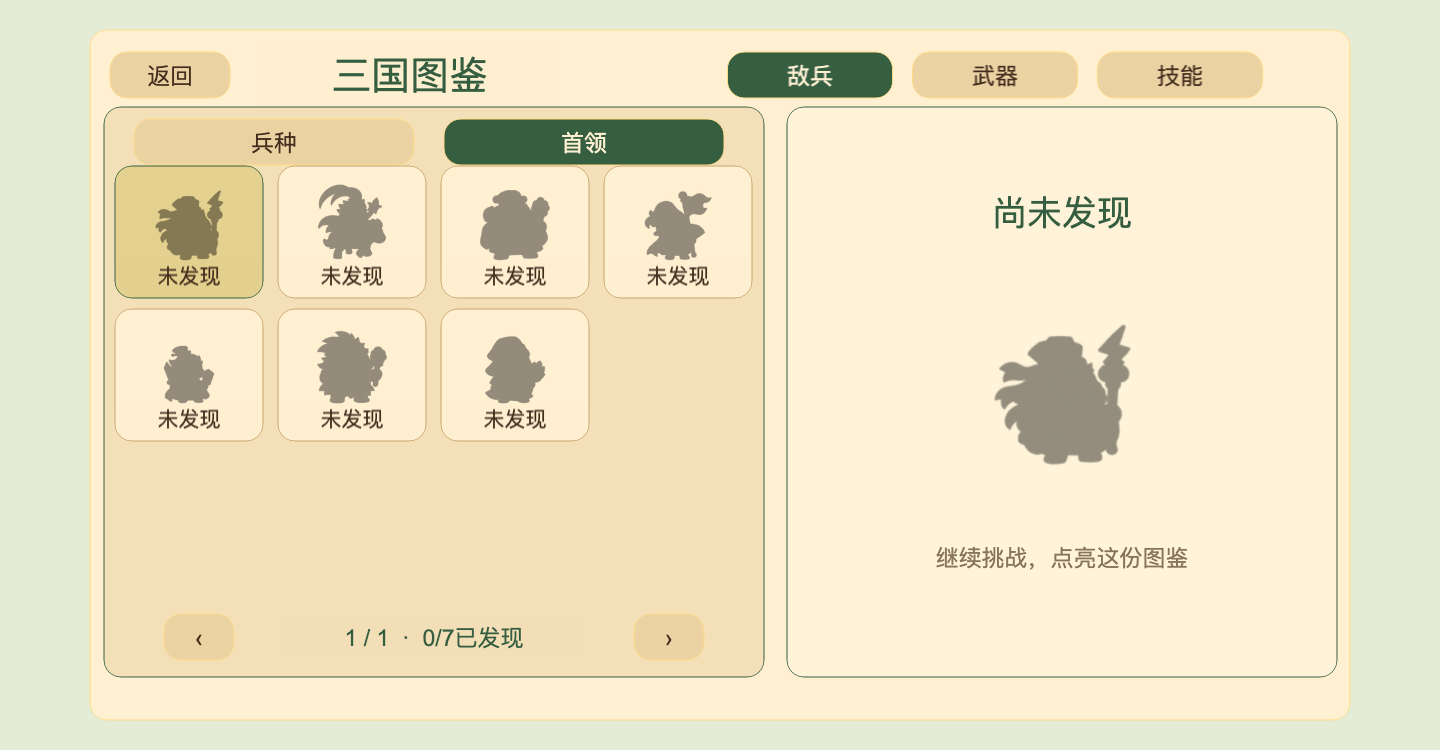 返回
三国图鉴
敌兵
武器
技能
兵种
首领
未发现
未发现
未发现
未发现
未发现
未发现
未发现
‹
1 / 1 · 0/7已发现
›
尚未发现
继续挑战，点亮这份图鉴